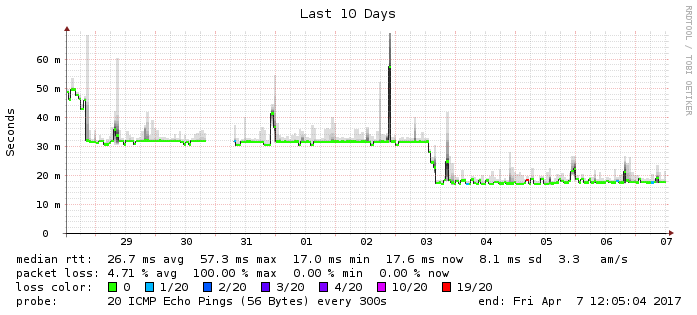 Last 10 Days
RRDTOOL / TOBI OETIKER
Seconds
60 m
50 m
40 m
30 m
20 m
10 m
0
29 30 31 01 02 03 04 05 06 07
median rtt: 26.7 ms avg 57.3 ms max 17.0 ms min 17.6 ms now 8.1 ms sd 3.3 am/s
packet loss: 4.71 % avg 100.00 % max 0.00 % min 0.00 % now
loss color: 0 1/20 2/20 3/20 4/20 10/20 19/20
probe: 20 ICMP Echo Pings (56 Bytes) every 300s end: Fri Apr 7 12:05:04 2017